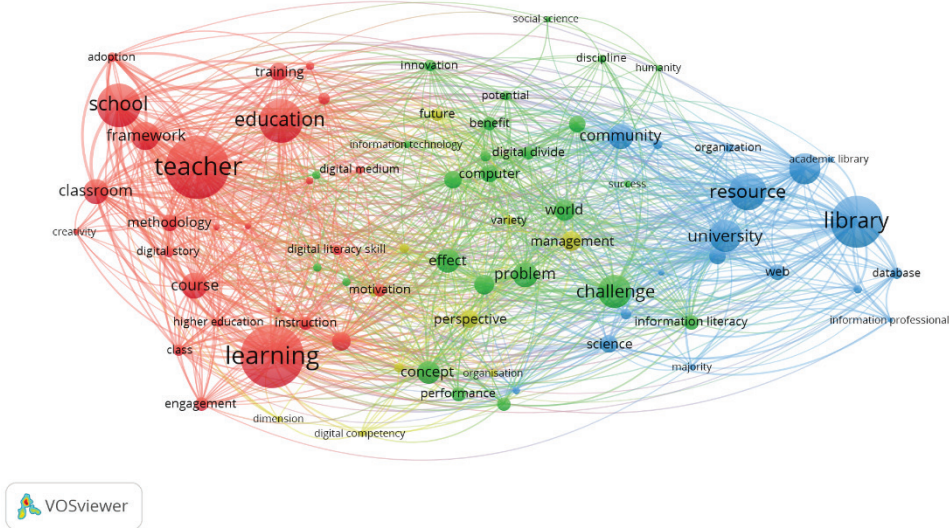 social science
adoption
innovation
discipline
humanity
training
school
potential
future
benefit
education
framework
community
organization
information technology
digital divide
academic library
teacher
digital medium
computer
success
classroom
resource
methodology
world
variety
library
creativity
digital story
digital literacy skill
management
university
effect
problem
web
database
course
motivation
challenge
higher education
instruction
perspective
information literacy
information professional
class
learning
science
concept
organisation
majority
performance
engagement
dimension
digital competency
VOSviewer